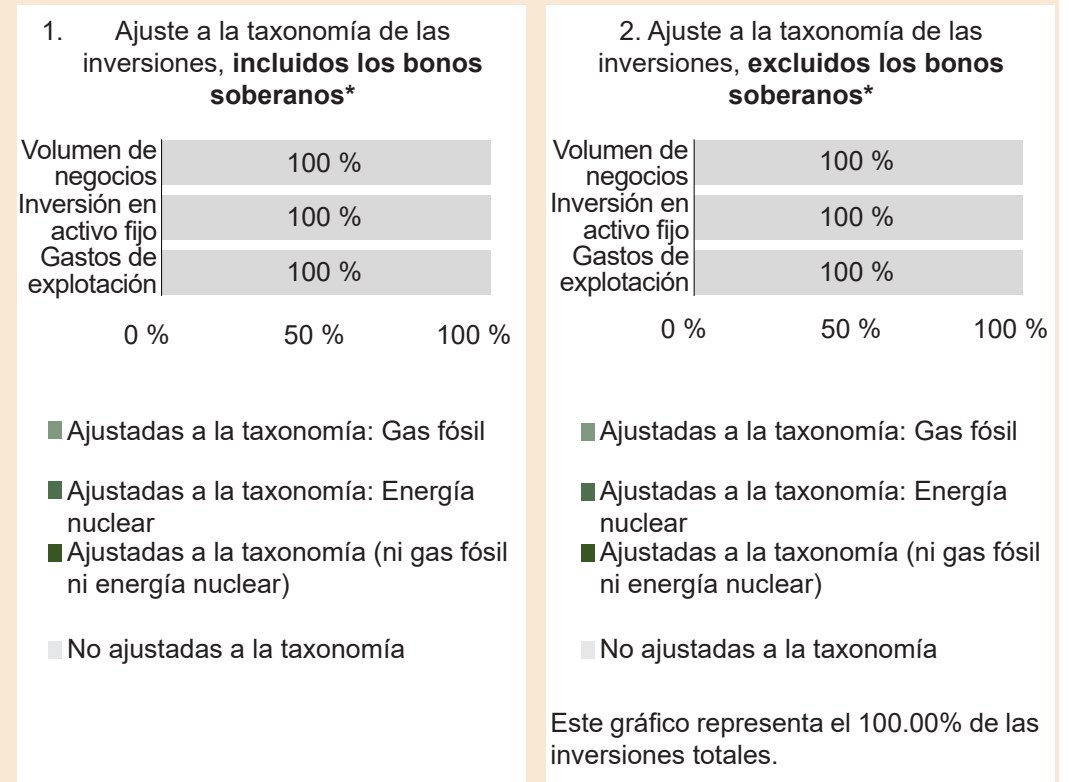 1. Ajuste a la taxonomía de las
inversiones, incluidos los bonos
soberanos*
Volumen de
negocios
100 %
Inversión en
activo fijo
100 %
Gastos de
explotación
100 %
0 % 50 % 100 %
Ajustadas a la taxonomía: Gas fósil
Ajustadas a la taxonomía: Energía
nuclear
Ajustadas a la taxonomía (ni gas fósil
ni energía nuclear)
No ajustadas a la taxonomía
2. Ajuste a la taxonomía de las
inversiones, excluidos los bonos
soberanos*
Volumen de
negocios
100 %
Inversión en
activo fijo
100 %
Gastos de
explotación
100 %
0 % 50 % 100 %
Ajustadas a la taxonomía: Gas fósil
Ajustadas a la taxonomía: Energía
nuclear
Ajustadas a la taxonomía (ni gas fósil
ni energía nuclear)
No ajustadas a la taxonomía
Este gráfico representa el 100.00% de las
inversiones totales.